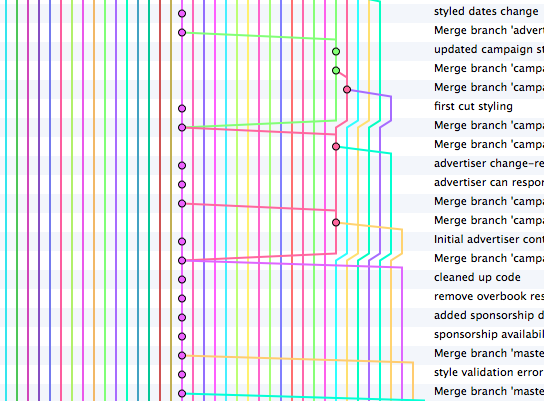 styled dates change
Merge branch 'advert
updated campaign st
Merge branch 'campa
Merge branch 'campa
first cut styling
Merge branch 'campa
Merge branch 'campa
advertiser change-re
advertiser can respor
Merge branch 'campa
Merge branch 'campa
Initial advertiser cont
Merge branch 'campa
cleaned up code
remove overbook res
added sponsorship d
sponsorship availabil
Merge branch 'maste
style validation error
Merge branch 'maste